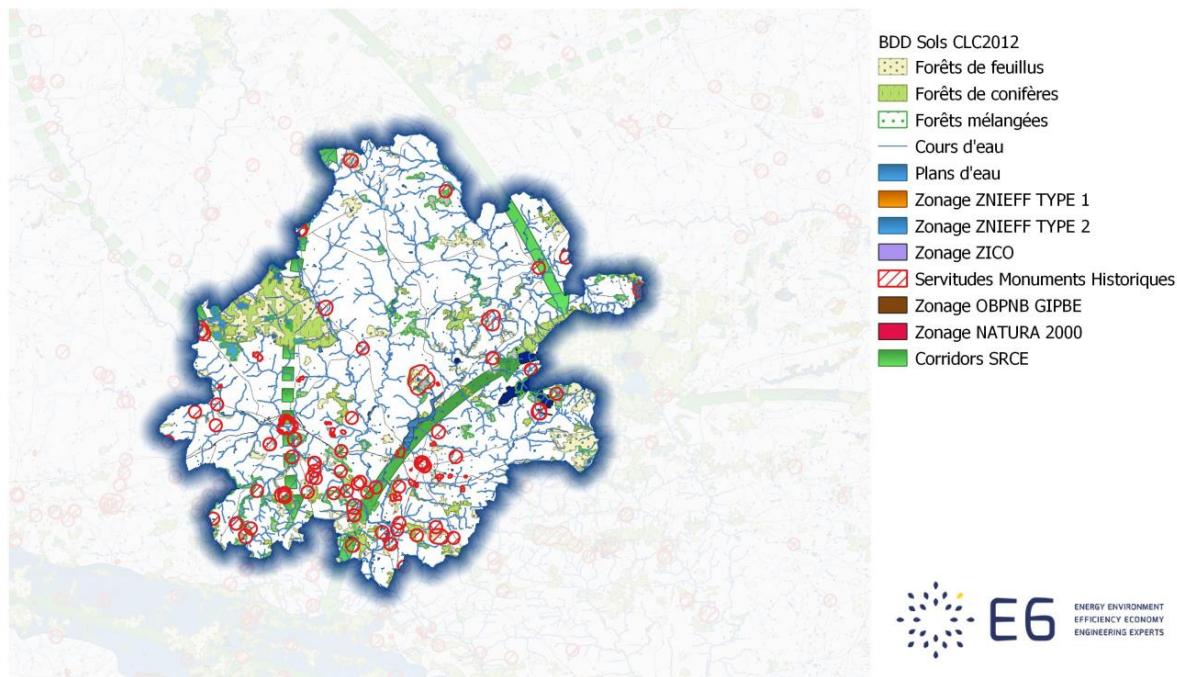 BDD Sols CLC2012
Forêts de feuillus
Forêts de conifères
Forêts mélangées
Cours d'eau
Plans d'eau
Zonage ZNIEFF TYPE 1
Zonage ZNIEFF TYPE 2
Zonage ZICO
Servitudes Monuments Historiques
Zonage OBPNB GIPBE
Zonage NATURA 2000
Corridors SRCE
E6
ENERGY ENVIRONMENT
EFFICIENCY ECONOMY
ENGINEERING EXPERTS